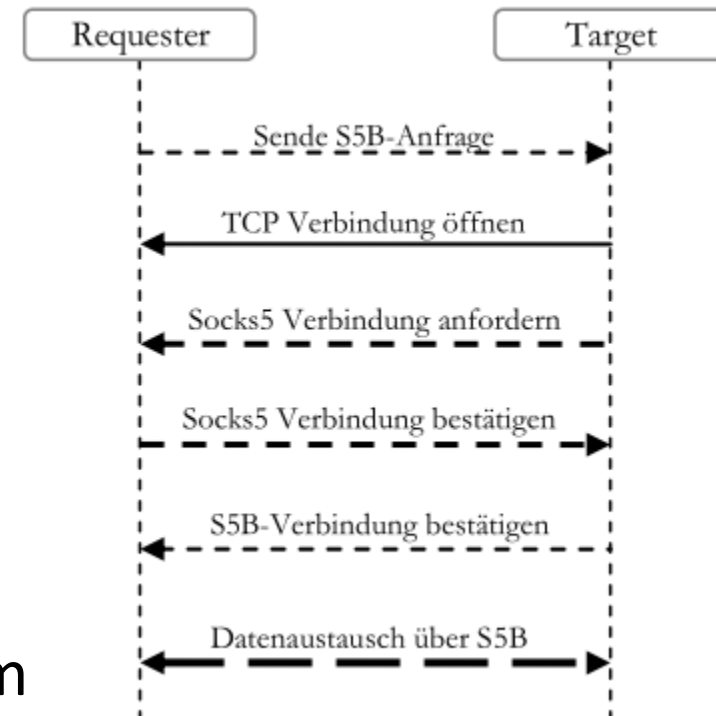 Requester
Target
Sende S5B-Anfrage
TCP Verbindung öffnen
Socks5 Verbindung anfordern
Socks5 Verbindung bestätigen
S5B-Verbindung bestätigen
Datenaustausch über S5B
m